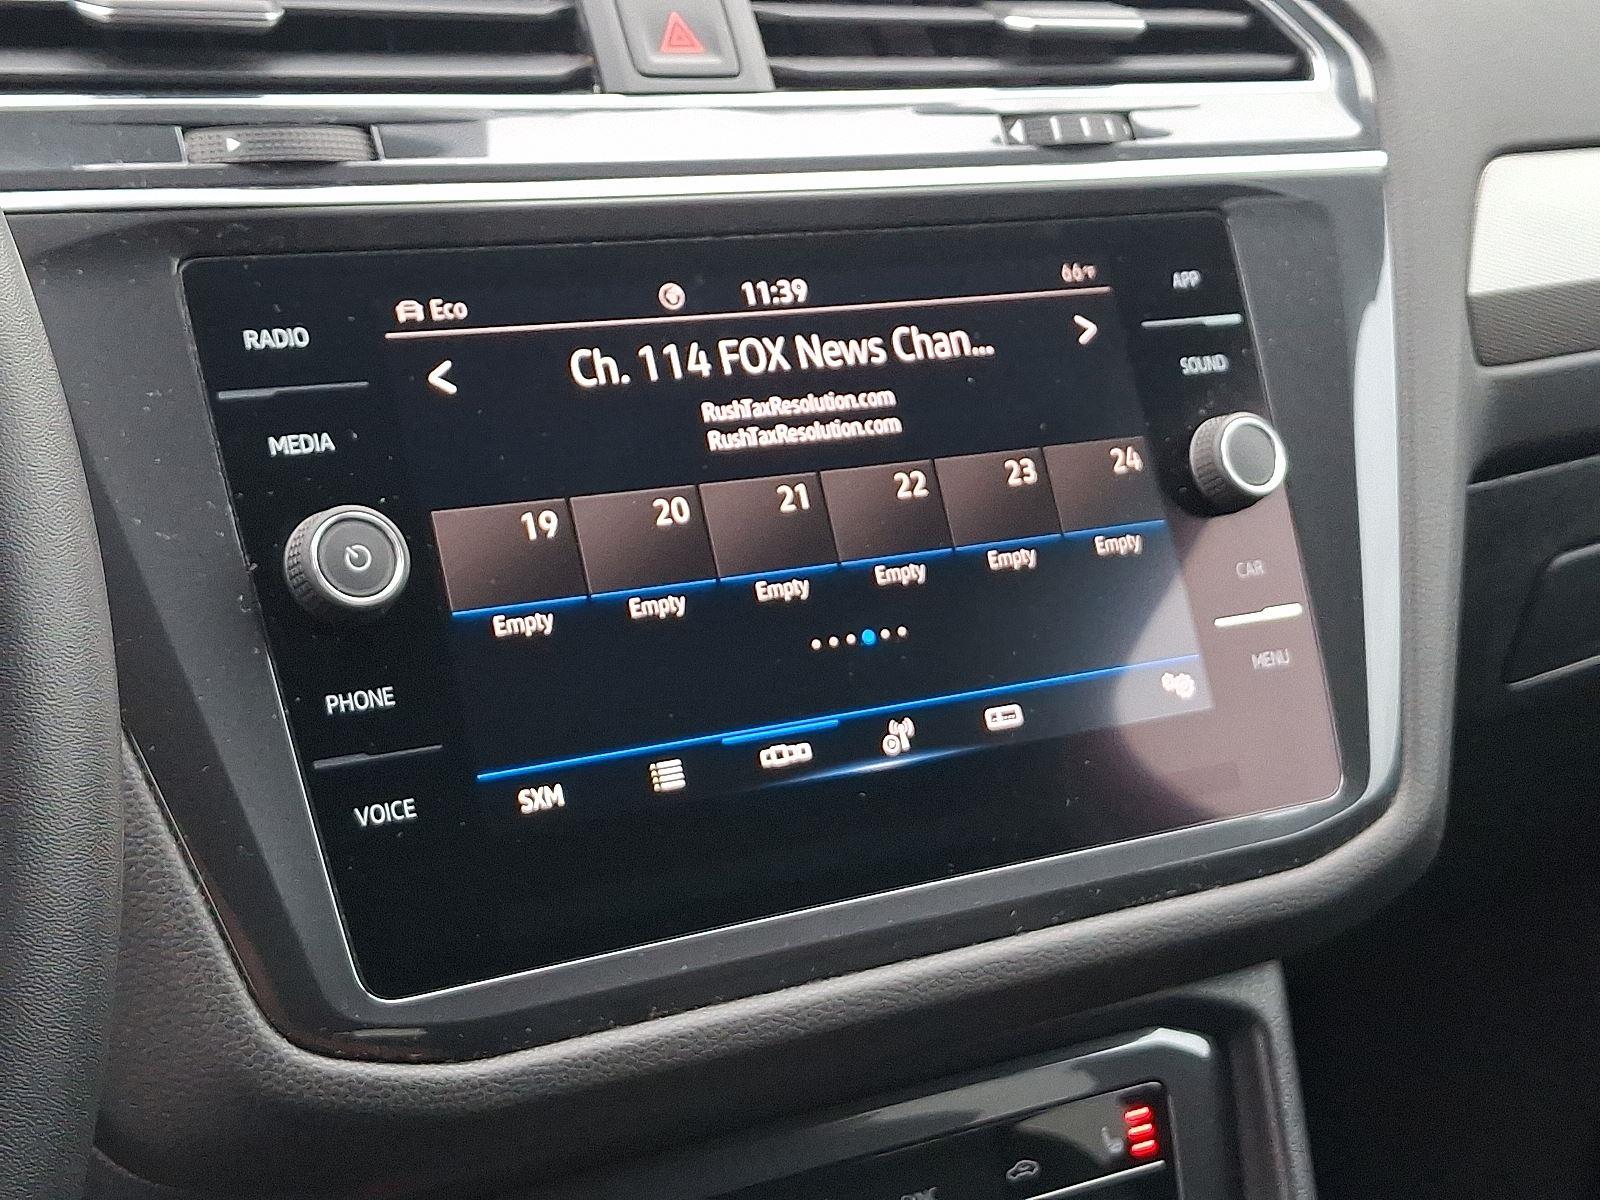 Eco 11:39 66°F
RADIO
APP
Ch. 114 FOX News Chan...
SOUND
RushTaxResolution.com
RushTaxResolution.com
MEDIA
19 20 21 22 23 24
Empty Empty Empty Empty Empty Empty
CAR
PHONE
MENU
SXM
VOICE